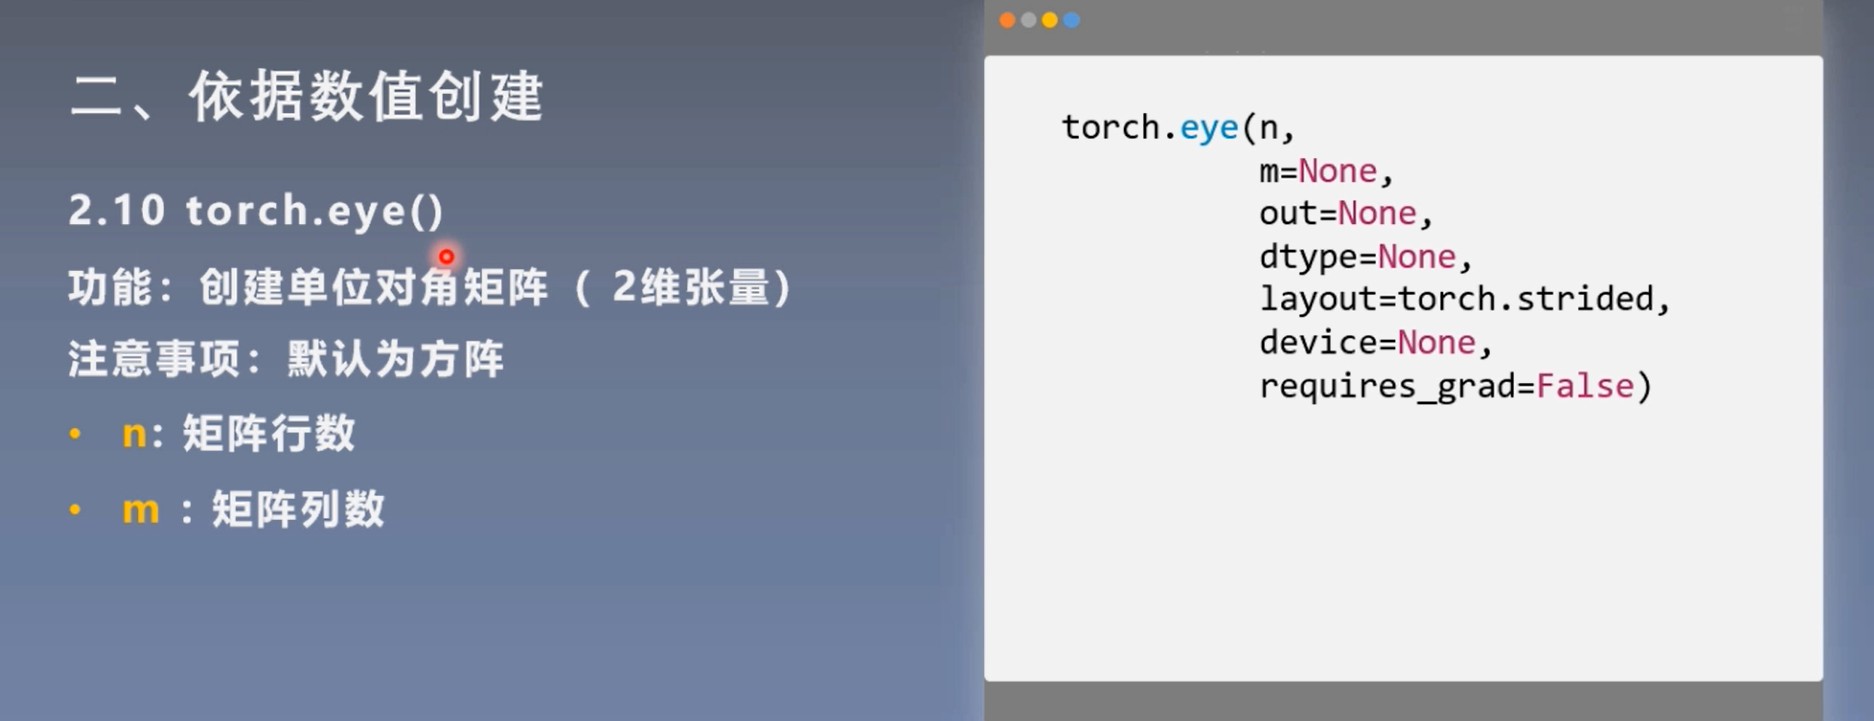 二、依据数值创建
2.10 torch.eye()
功能：创建单位对角矩阵（ 2维张量）
注意事项：默认为方阵
• n：矩阵行数
• m ：矩阵列数
torch.eye(n,
m=None,
out=None,
dtype=None,
layout=torch.strided,
device=None,
requires_grad=False)